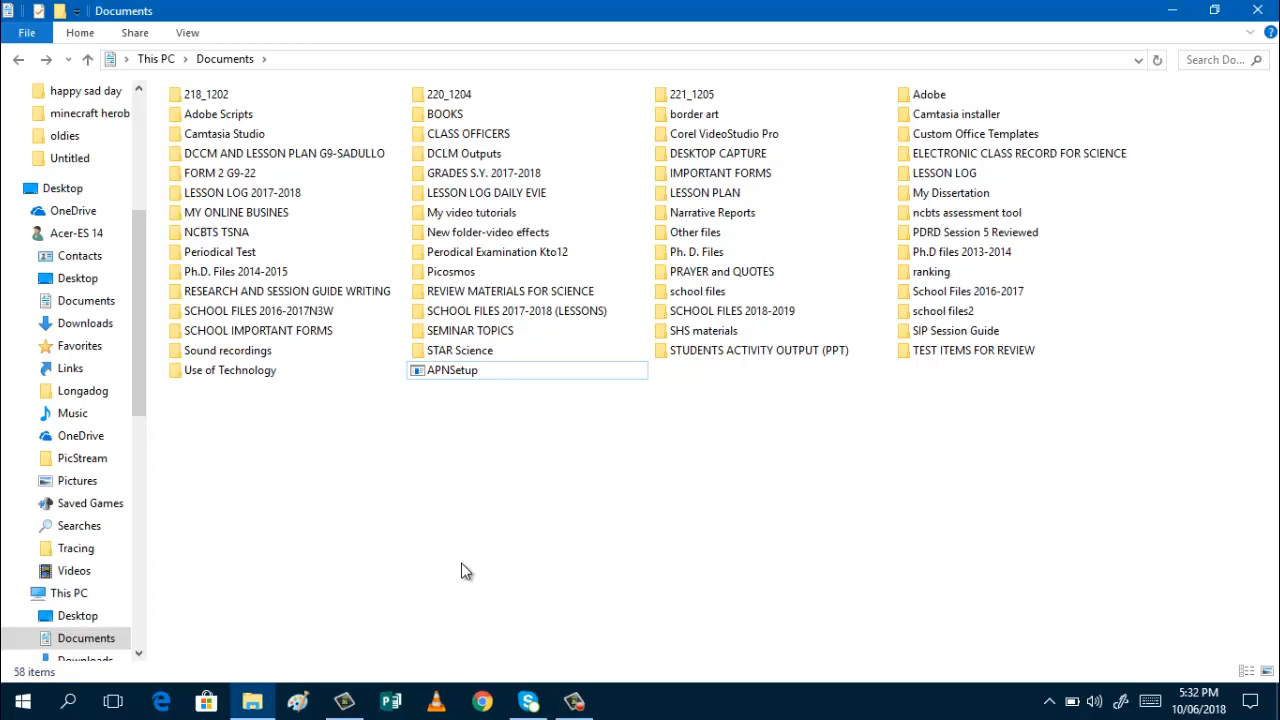 Documents
File Home Share View
This PC Documents
Search Do...
happy sad day
minecraft herob
oldies
Untitled
Desktop
OneDrive
Acer-ES 14
Contacts
Desktop
Documents
Downloads
Favorites
Links
Longadog
Music
OneDrive
PicStream
Pictures
Saved Games
Searches
Tracing
Videos
This PC
Desktop
Documents
Downloads
218_1202 220_1204 221_1205 Adobe
Adobe Scripts BOOKS border art Camtasia installer
Camtasia Studio CLASS OFFICERS Corel VideoStudio Pro Custom Office Templates
DCCM AND LESSON PLAN G9-SADULLO DCLM Outputs DESKTOP CAPTURE ELECTRONIC CLASS RECORD FOR SCIENCE
FORM 2 G9-22 GRADES S.Y. 2017-2018 IMPORTANT FORMS LESSON LOG
LESSON LOG 2017-2018 LESSON LOG DAILY EVIE LESSON PLAN My Dissertation
MY ONLINE BUSINES My video tutorials Narrative Reports ncbts assessment tool
NCBTS TSNA New folder-video effects Other files PDRD Session 5 Reviewed
Periodical Test Perodical Examination Kto12 Ph. D. Files Ph.D files 2013-2014
Ph.D. Files 2014-2015 Picosmos PRAYER and QUOTES ranking
RESEARCH AND SESSION GUIDE WRITING REVIEW MATERIALS FOR SCIENCE school files School Files 2016-2017
SCHOOL FILES 2016-2017N3W SCHOOL FILES 2017-2018 (LESSONS) SCHOOL FILES 2018-2019 school files2
SCHOOL IMPORTANT FORMS SEMINAR TOPICS SHS materials SIP Session Guide
Sound recordings STAR Science STUDENTS ACTIVITY OUTPUT (PPT) TEST ITEMS FOR REVIEW
Use of Technology APNSetup
58 items
5:32 PM
10/06/2018